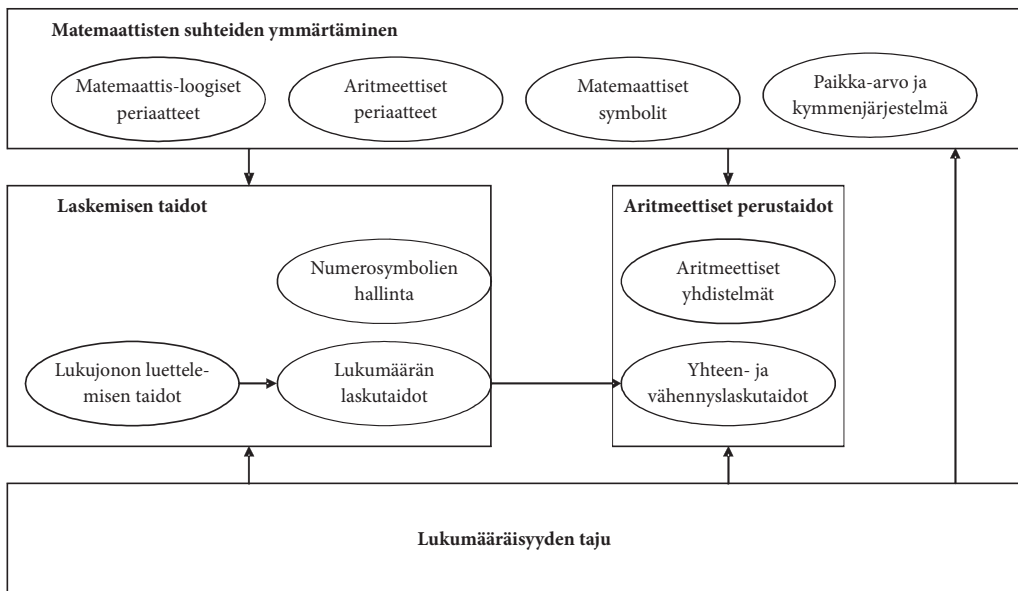 Matemaattisten suhteiden ymmärtäminen
Matemaattis-loogiset
periaatteet
Aritmeettiset
periaatteet
Matemaattiset
symbolit
Paikka-arvo ja
kymmenjärjestelmä
Laskemisen taidot
Numerosymbolien
hallinta
Lukujonon luettele-
misen taidot
Lukumäärän
laskutaidot
Aritmeettiset perustaidot
Aritmeettiset
yhdistelmät
Yhteen- ja
vähennyslaskutaidot
Lukumääräisyyden taju